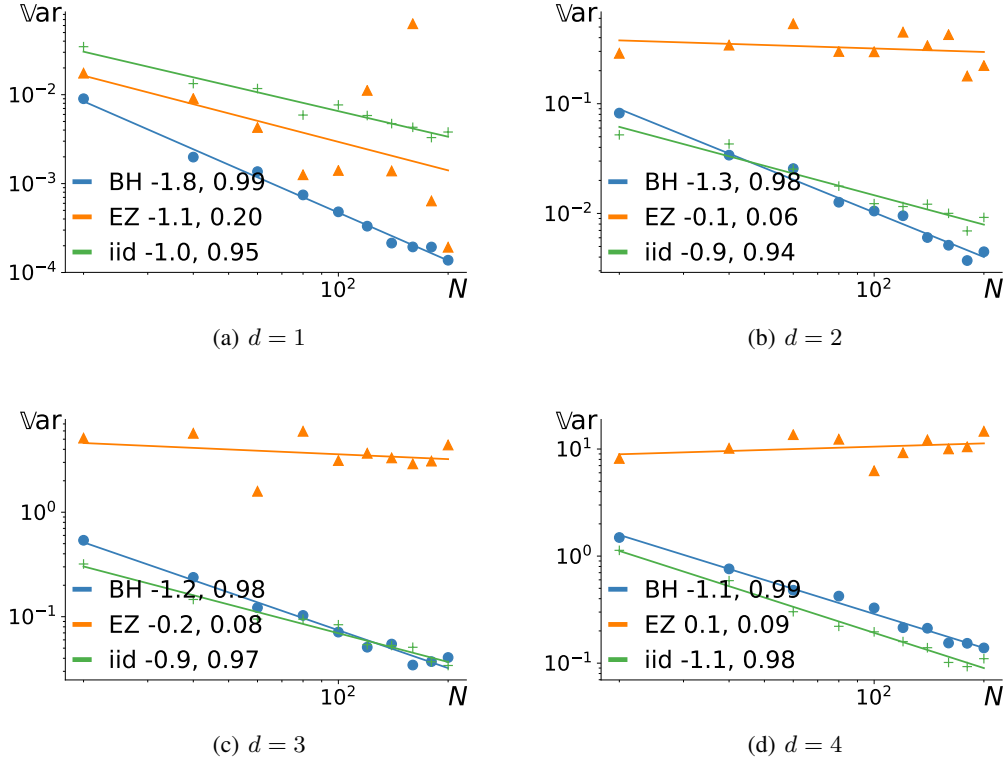 𝕍ar
10⁻²
10⁻³
10⁻⁴
BH -1.8, 0.99
EZ -1.1, 0.20
iid -1.0, 0.95
10² N
(a) d = 1
𝕍ar
10⁻¹
10⁻²
BH -1.3, 0.98
EZ -0.1, 0.06
iid -0.9, 0.94
10² N
(b) d = 2
𝕍ar
10⁰
10⁻¹
BH -1.2, 0.98
EZ -0.2, 0.08
iid -0.9, 0.97
10² N
(c) d = 3
𝕍ar
10¹
10⁰
10⁻¹
BH -1.1, 0.99
EZ 0.1, 0.09
iid -1.1, 0.98
10² N
(d) d = 4